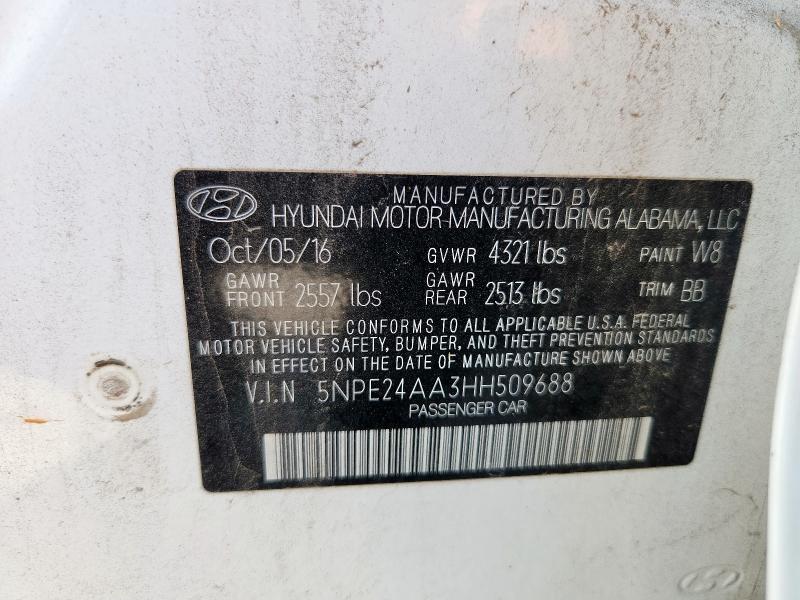 MANUFACTURED BY
HYUNDAI MOTOR MANUFACTURING ALABAMA, LLC
Oct/05/16 GVWR 4321 lbs PAINT W8
GAWR FRONT 2557 lbs GAWR REAR 2513 lbs TRIM BB
THIS VEHICLE CONFORMS TO ALL APPLICABLE U.S.A. FEDERAL
MOTOR VEHICLE SAFETY, BUMPER, AND THEFT PREVENTION STANDARDS
IN EFFECT ON THE DATE OF MANUFACTURE SHOWN ABOVE
V.I.N 5NPE24AA3HH509688
PASSENGER CAR